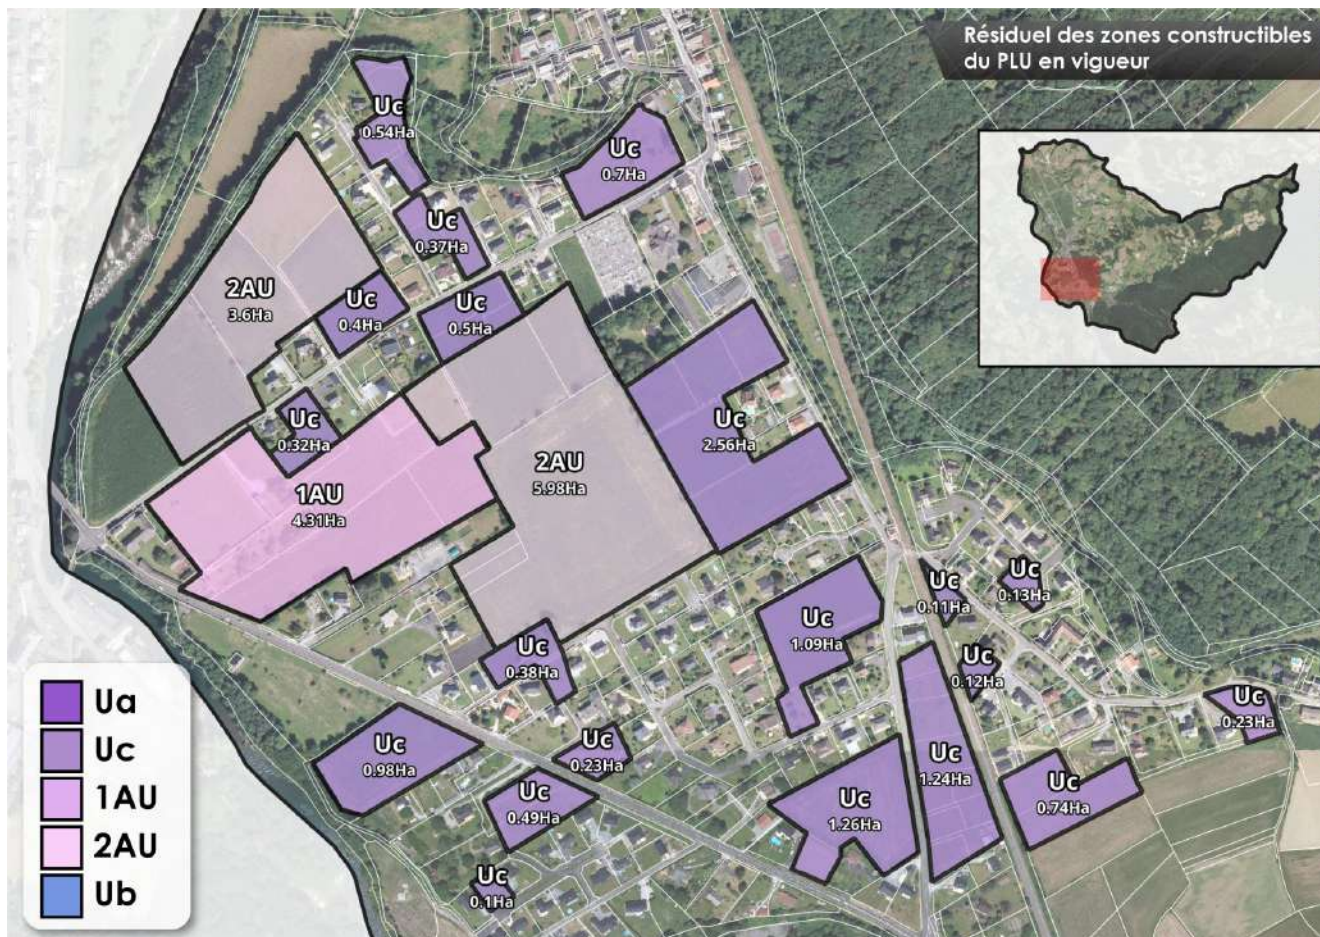 Résiduel des zones constructibles
du PLU en vigueur
Uc
0.54Ha
Uc
0.7Ha
Uc
0.37Ha
2AU
3.6Ha
Uc
0.4Ha
Uc
0.5Ha
Uc
0.32Ha
Uc
2.56Ha
2AU
5.98Ha
1AU
4.31Ha
Uc
0.11Ha
Uc
0.13Ha
Uc
1.09Ha
Uc
0.38Ha
Uc
0.12Ha
Uc
0.23Ha
Uc
0.98Ha
Uc
0.23Ha
Uc
1.24Ha
Uc
0.74Ha
Uc
0.49Ha
Uc
1.26Ha
Uc
0.1Ha
Ua
Uc
1AU
2AU
Ub